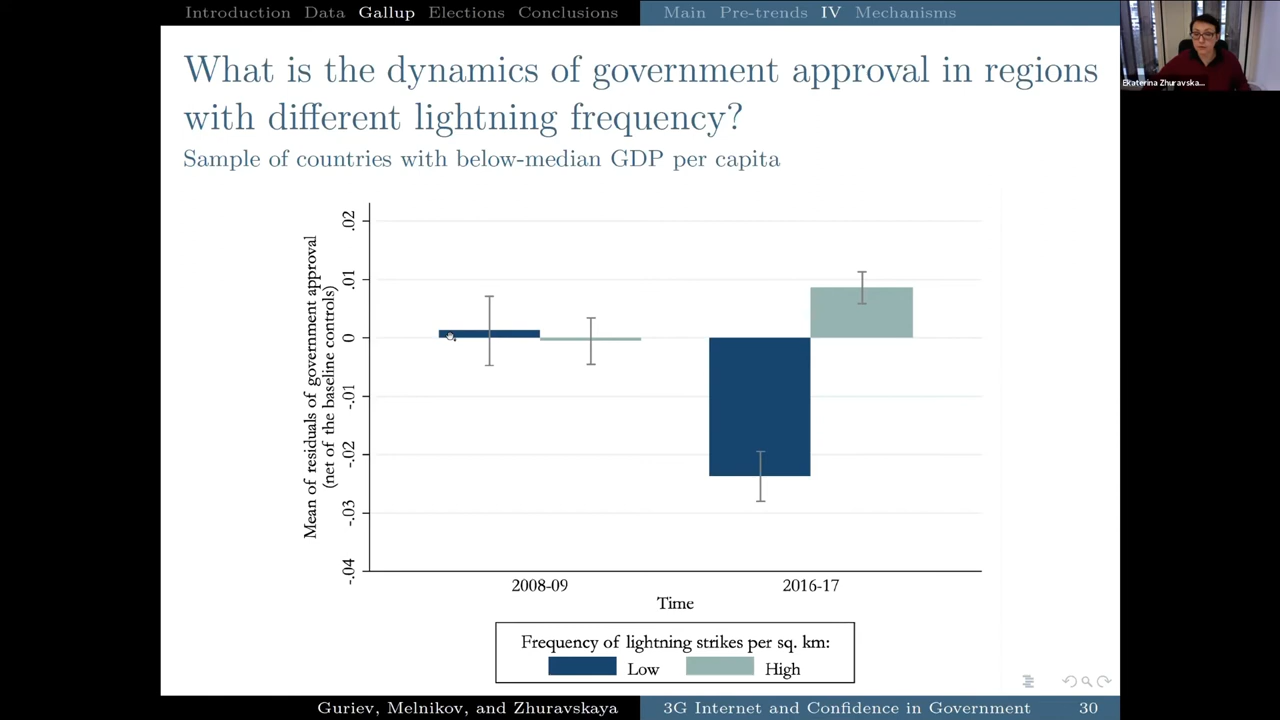 Introduction Data Gallup Elections Conclusions
Main Pre-trends IV Mechanisms
Ekaterina Zhuravska...
What is the dynamics of government approval in regions
with different lightning frequency?
Sample of countries with below-median GDP per capita
Mean of residuals of government approval
(net of the baseline controls)
.02
.01
0
-.01
-.02
-.03
-.04
2008-09
2016-17
Time
Frequency of lightning strikes per sq. km:
Low
High
Guriev, Melnikov, and Zhuravskaya
3G Internet and Confidence in Government
30